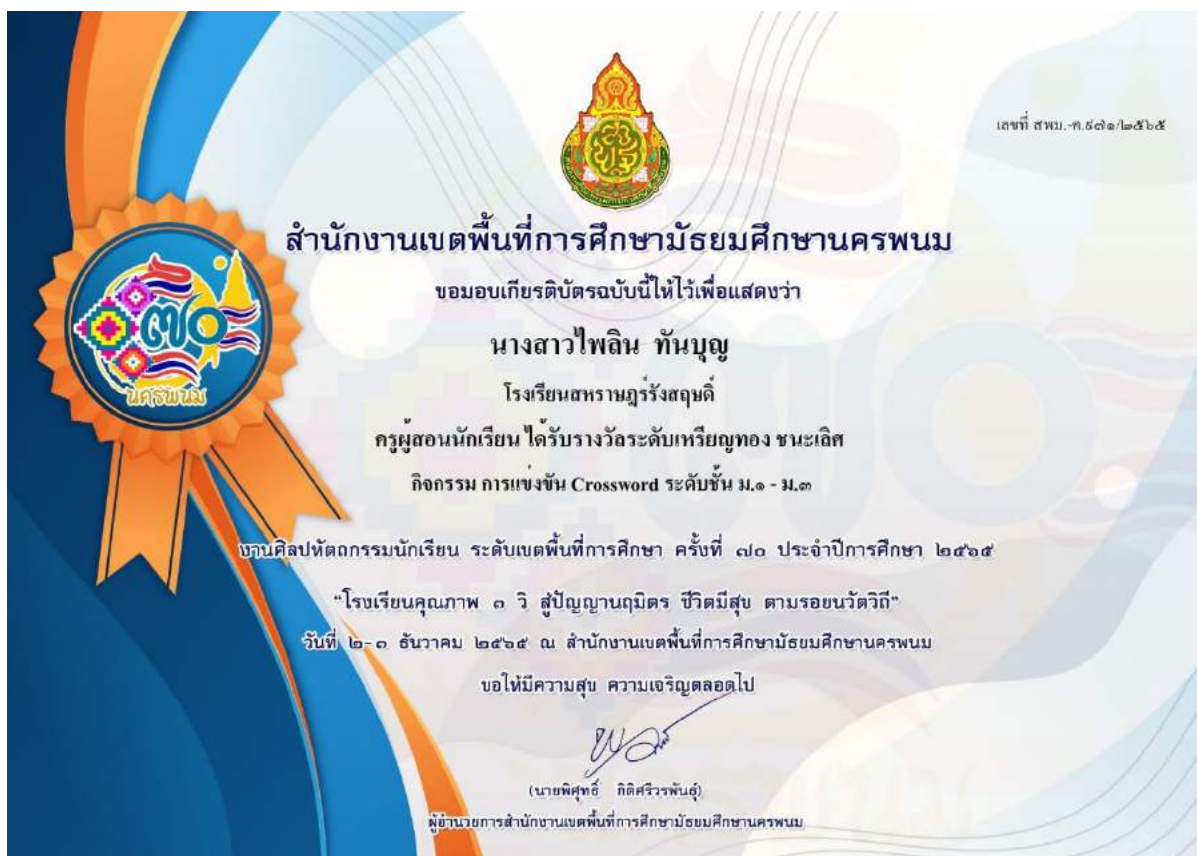 เลขที่ สพม.-ค.๙๗๑/๒๕๖๕
สำนักงานเขตพื้นที่การศึกษามัธยมศึกษานครพนม
ขอมอบเกียรติบัตรฉบับนี้ให้ไว้เพื่อแสดงว่า
นางสาวไพลิน ทันบุญ
โรงเรียนสหราษฎร์รังสฤษดิ์
ครูผู้สอนนักเรียน ได้รับรางวัลระดับเหรียญทอง ชนะเลิศ
กิจกรรม การแข่งขัน Crossword ระดับชั้น ม.๑ - ม.๓
๗๐
นครพนม
งานศิลปหัตถกรรมนักเรียน ระดับเขตพื้นที่การศึกษา ครั้งที่ ๗๐ ประจำปีการศึกษา ๒๕๖๕
“โรงเรียนคุณภาพ ๓ วิ สู่ปัญญานฤมิตร ชีวิตมีสุข ตามรอยนวัตวิถี”
วันที่ ๒-๓ ธันวาคม ๒๕๖๕ ณ สำนักงานเขตพื้นที่การศึกษามัธยมศึกษานครพนม
ขอให้มีความสุข ความเจริญตลอดไป
(นายพิศุทธิ์ กิติศรีวรพันธุ์)
ผู้อำนวยการสำนักงานเขตพื้นที่การศึกษามัธยมศึกษานครพนม